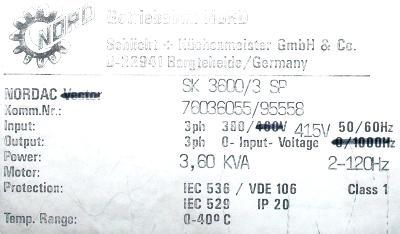 NORD
Getriebebau NORD
Schlicht + Küchenmeister GmbH & Co.
D-22941 Bargteheide/Germany
NORDAC Vector SK 3600/3 SP
Komm.Nr.: 76036055/95558
Input: 3ph 380/460V 415V 50/60Hz
Output: 3ph 0- Input- Voltage 0/1000Hz
Power: 3,60 KVA 2-120Hz
Motor:
Protection: IEC 536 / VDE 106 Class 1
IEC 529 IP 20
Temp. Range: 0-40°C